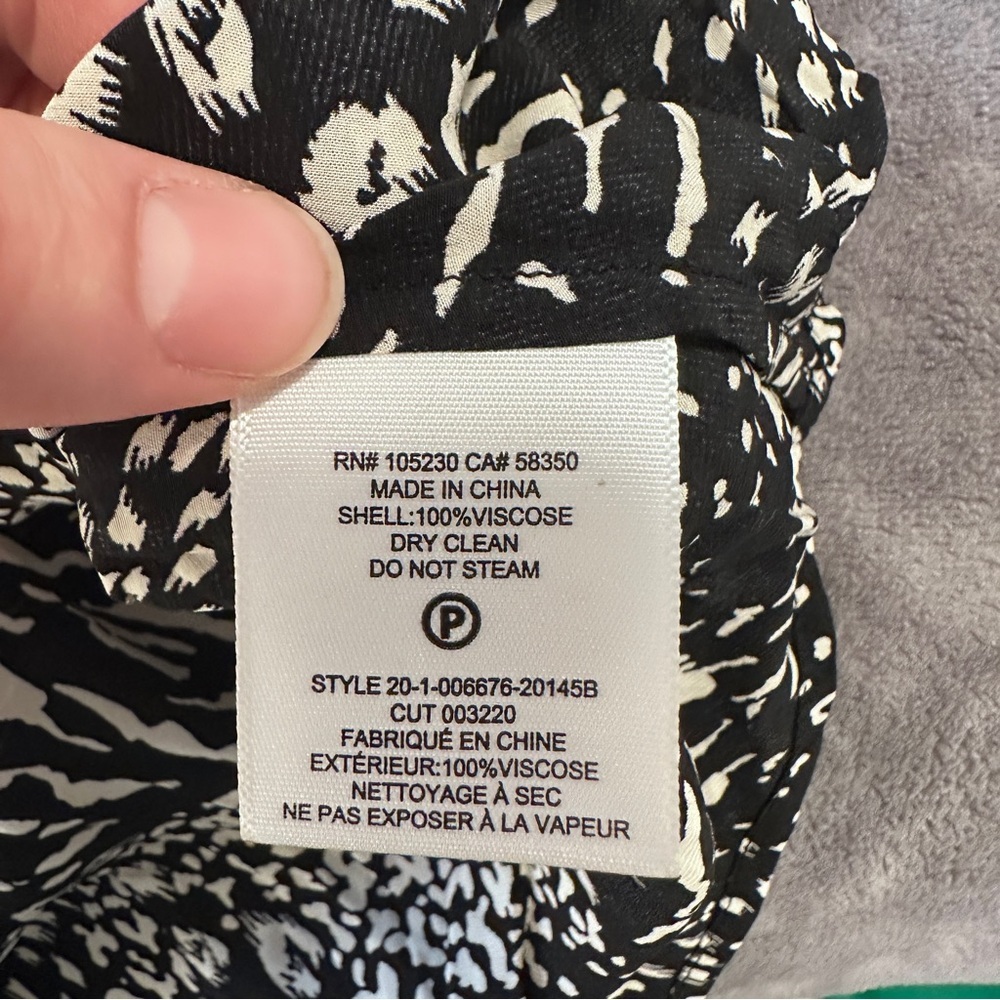 RN# 105230 CA# 58350
MADE IN CHINA
SHELL:100%VISCOSE
DRY CLEAN
DO NOT STEAM
P
STYLE 20-1-006676-20145B
CUT 003220
FABRIQUÉ EN CHINE
EXTÉRIEUR:100%VISCOSE
NETTOYAGE À SEC
NE PAS EXPOSER À LA VAPEUR